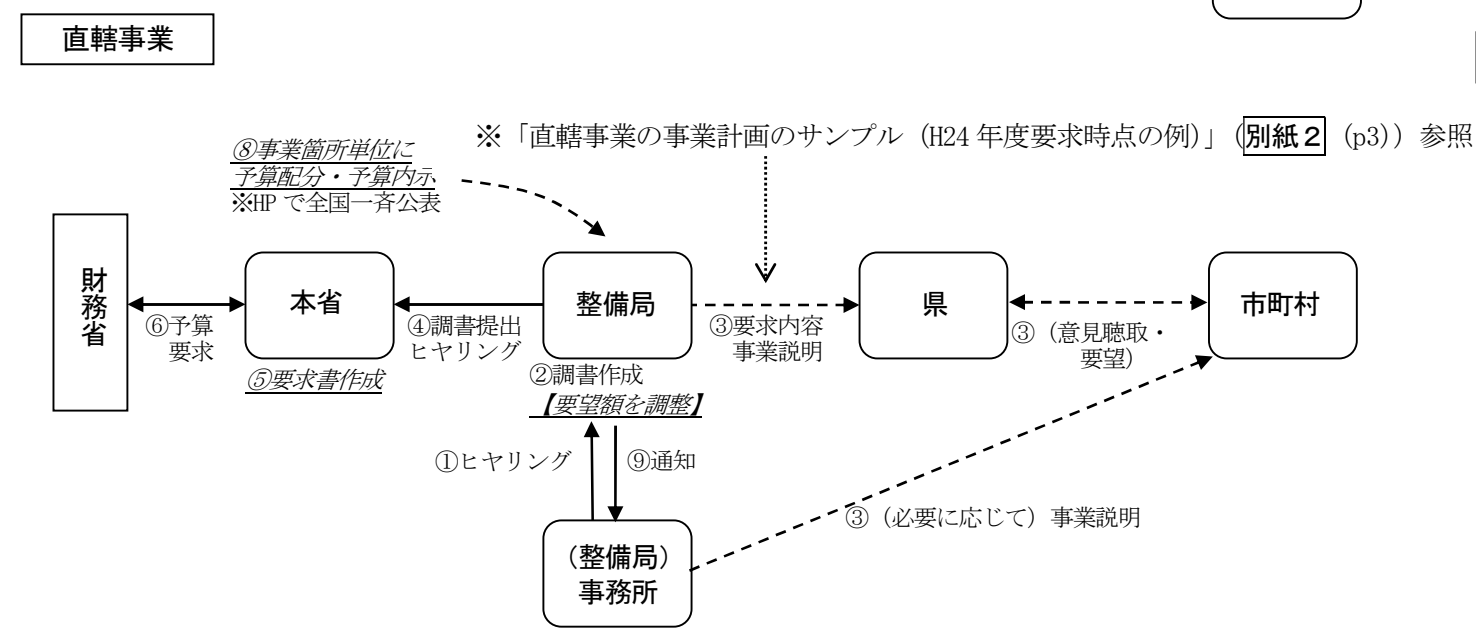 直轄事業
※「直轄事業の事業計画のサンプル（H24 年度要求時点の例）」（別紙２（p3））参照
⑧事業箇所単位に
予算配分・予算内示
※HP で全国一斉公表
財務省
⑥予算
要求
本省
⑤要求書作成
④調書提出
ヒヤリング
整備局
②調書作成
【要望額を調整】
③要求内容
事業説明
県
③（意見聴取・
要望）
市町村
①ヒヤリング
⑨通知
③（必要に応じて）事業説明
（整備局）
事務所